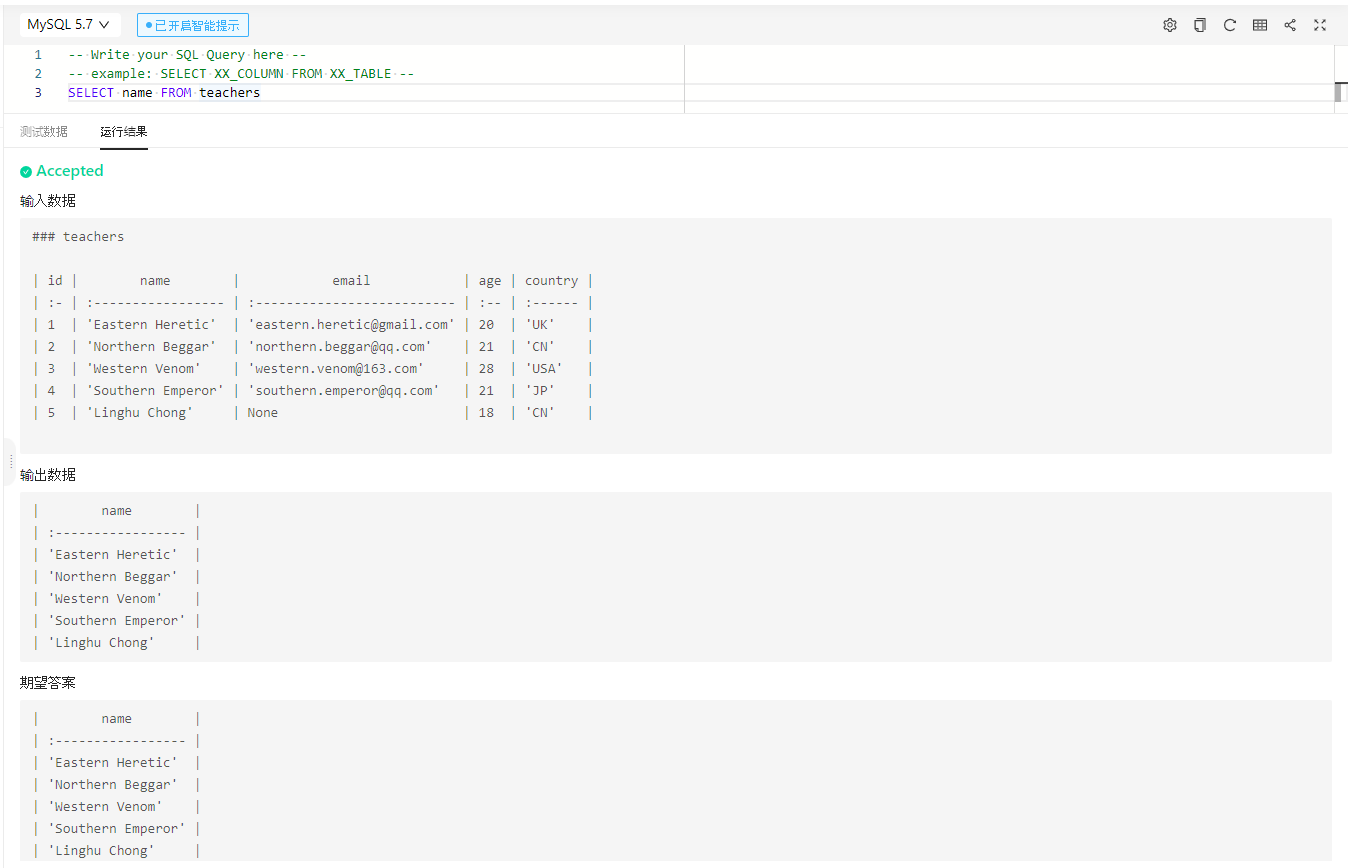 MySQL 5.7 已开启智能提示
1 -- Write your SQL Query here --
2 -- example: SELECT XX_COLUMN FROM XX_TABLE --
3 SELECT name FROM teachers
测试数据 运行结果
Accepted
输入数据
### teachers
| id | name | email | age | country |
| :- | :----------------- | :-------------------------- | :-- | :------ |
| 1 | 'Eastern Heretic' | 'eastern.heretic@gmail.com' | 20 | 'UK' |
| 2 | 'Northern Beggar' | 'northern.beggar@qq.com' | 21 | 'CN' |
| 3 | 'Western Venom' | 'western.venom@163.com' | 28 | 'USA' |
| 4 | 'Southern Emperor' | 'southern.emperor@qq.com' | 21 | 'JP' |
| 5 | 'Linghu Chong' | None | 18 | 'CN' |
输出数据
| name |
| :----------------- |
| 'Eastern Heretic' |
| 'Northern Beggar' |
| 'Western Venom' |
| 'Southern Emperor' |
| 'Linghu Chong' |
期望答案
| name |
| :----------------- |
| 'Eastern Heretic' |
| 'Northern Beggar' |
| 'Western Venom' |
| 'Southern Emperor' |
| 'Linghu Chong' |